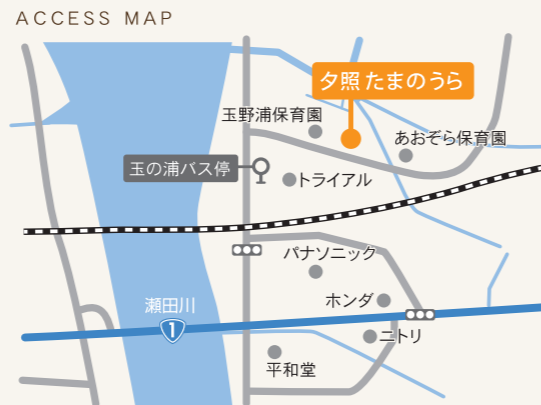 ACCESS MAP
夕照 たまのうら
玉野浦保育園
あおぞら保育園
玉の浦バス停
トライアル
パナソニック
瀬田川
ホンダ
1
ニトリ
平和堂